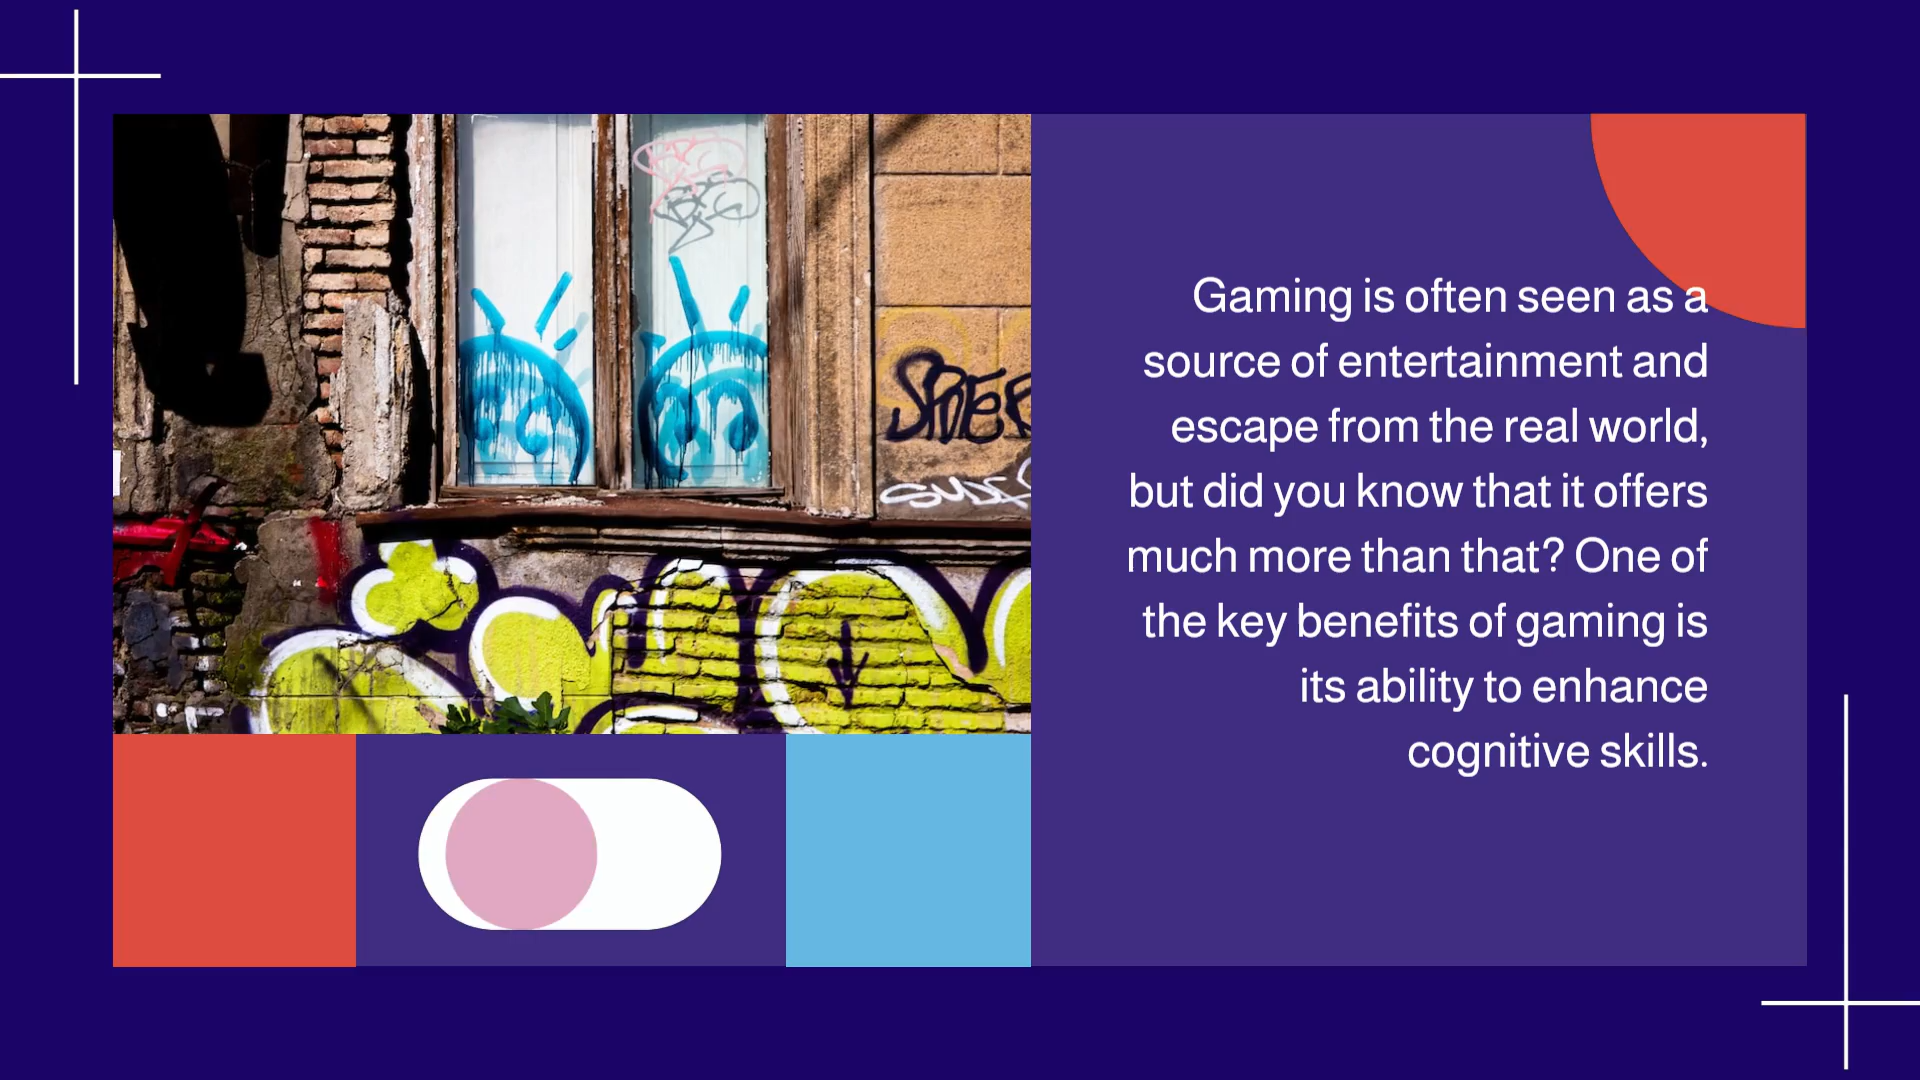 Gaming is often seen as a
source of entertainment and
escape from the real world,
but did you know that it offers
much more than that? One of
the key benefits of gaming is
its ability to enhance
cognitive skills.